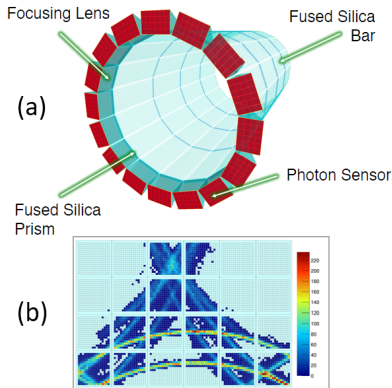 Focusing Lens
Fused Silica
Bar
(a)
Photon Sensor
Fused Silica
Prism
(b)
220
200
180
160
140
120
100
80
60
40
20
0